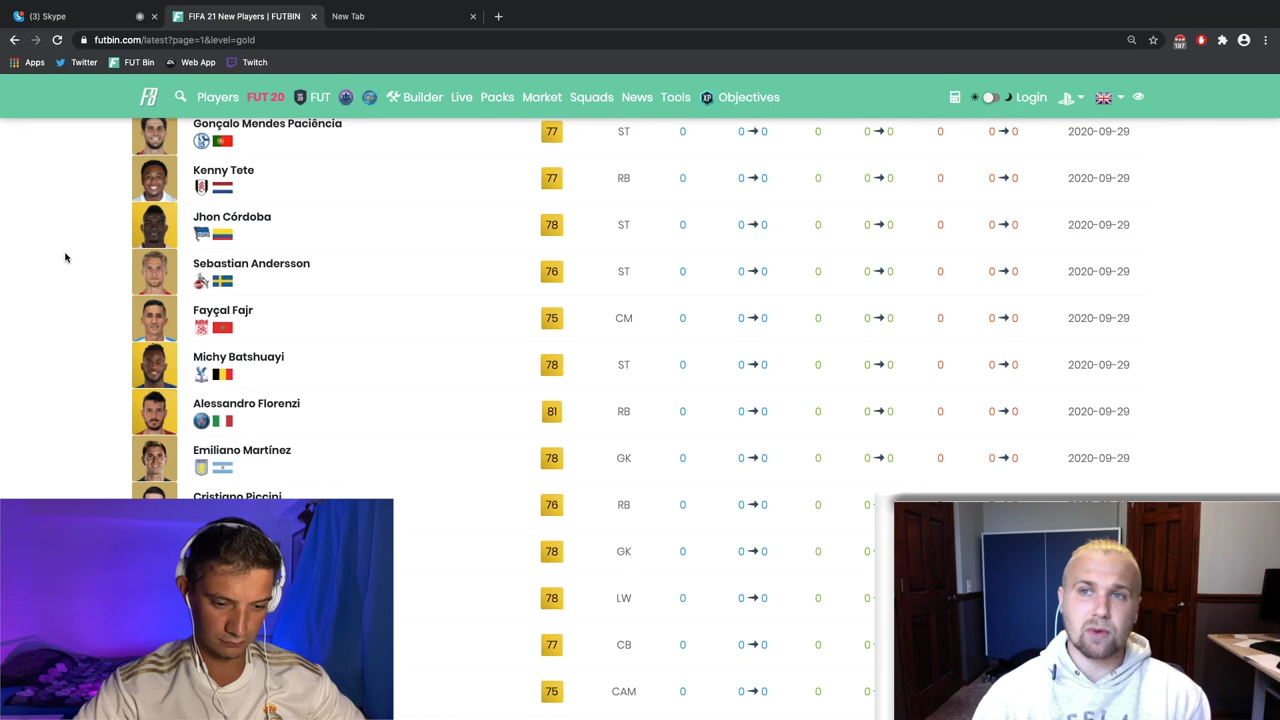 (3) Skype
FIFA 21 New Players | FUTBIN
New Tab
futbin.com/latest?page=1&level=gold
197
Apps Twitter FUT Bin Web App Twitch
Players FUT 20 FUT Builder Live Packs Market Squads News Tools XP Objectives Login
Gonçalo Mendes Paciência 77 ST 0 0 → 0 0 0 → 0 0 0 → 0 2020-09-29
Kenny Tete 77 RB 0 0 → 0 0 0 → 0 0 0 → 0 2020-09-29
Jhon Córdoba 78 ST 0 0 → 0 0 0 → 0 0 0 → 0 2020-09-29
Sebastian Andersson 76 ST 0 0 → 0 0 0 → 0 0 0 → 0 2020-09-29
Fayçal Fajr 75 CM 0 0 → 0 0 0 → 0 0 0 → 0 2020-09-29
Michy Batshuayi 78 ST 0 0 → 0 0 0 → 0 0 0 → 0 2020-09-29
Alessandro Florenzi 81 RB 0 0 → 0 0 0 → 0 0 0 → 0 2020-09-29
Emiliano Martínez 78 GK 0 0 → 0 0 0 → 0 0 0 → 0 2020-09-29
Cristiano Piccini 76 RB 0 0 → 0 0 0
78 GK 0 0 → 0 0 0
78 LW 0 0 → 0 0 0
77 CB 0 0 → 0 0 0
75 CAM 0 0 → 0 0 0